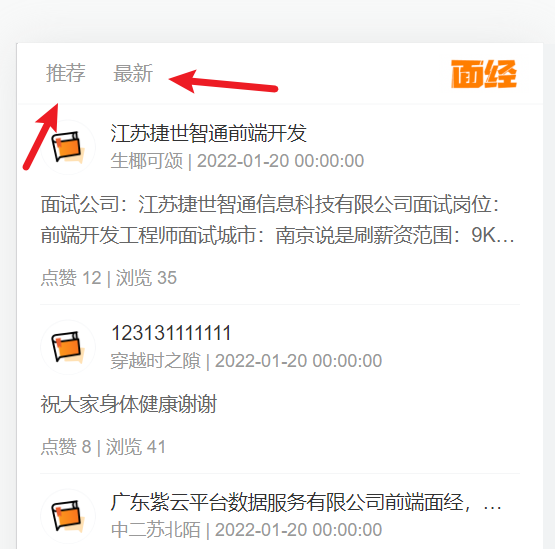 推荐 最新 面经
江苏捷世智通前端开发
生椰可颂 | 2022-01-20 00:00:00
面试公司：江苏捷世智通信息科技有限公司面试岗位：
前端开发工程师面试城市：南京说是刷薪资范围：9K…
点赞 12 | 浏览 35
123131111111
穿越时之隙 | 2022-01-20 00:00:00
祝大家身体健康谢谢
点赞 8 | 浏览 41
广东紫云平台数据服务有限公司前端面经，…
中二苏北陌 | 2022-01-20 00:00:00